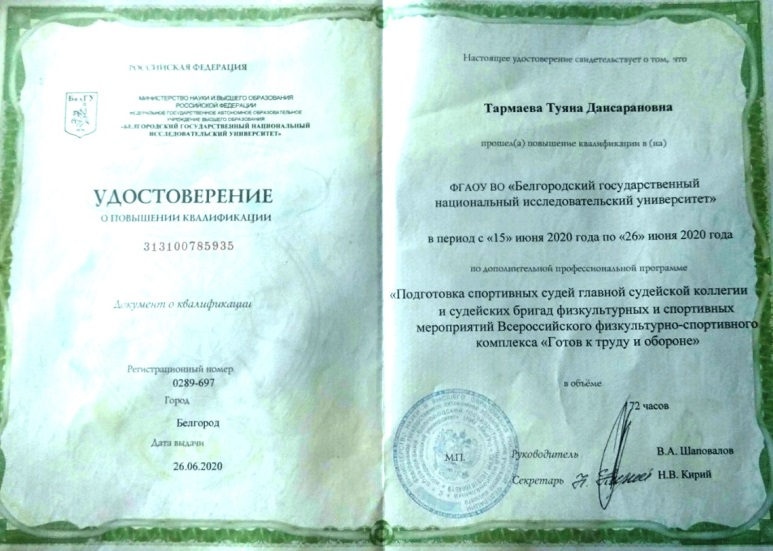 РОССИЙСКАЯ ФЕДЕРАЦИЯ
БелГУ
МИНИСТЕРСТВО НАУКИ И ВЫСШЕГО ОБРАЗОВАНИЯ
РОССИЙСКОЙ ФЕДЕРАЦИИ
ФЕДЕРАЛЬНОЕ ГОСУДАРСТВЕННОЕ АВТОНОМНОЕ ОБРАЗОВАТЕЛЬНОЕ
УЧРЕЖДЕНИЕ ВЫСШЕГО ОБРАЗОВАНИЯ
«БЕЛГОРОДСКИЙ ГОСУДАРСТВЕННЫЙ НАЦИОНАЛЬНЫЙ
ИССЛЕДОВАТЕЛЬСКИЙ УНИВЕРСИТЕТ»
УДОСТОВЕРЕНИЕ
О ПОВЫШЕНИИ КВАЛИФИКАЦИИ
313100785935
Документ о квалификации
Регистрационный номер
0289-697
Город
Белгород
Дата выдачи
26.06.2020
Настоящее удостоверение свидетельствует о том, что
Тармаева Туяна Дансарановна
прошел(а) повышение квалификации в (на)
ФГАОУ ВО «Белгородский государственный
национальный исследовательский университет»
в период с «15» июня 2020 года по «26» июня 2020 года
по дополнительной профессиональной программе
«Подготовка спортивных судей главной судейской коллегии
и судейских бригад физкультурных и спортивных
мероприятий Всероссийского физкультурно-спортивного
комплекса «Готов к труду и обороне»
в объёме
72 часов
М.П.
Руководитель В.А. Шаповалов
Секретарь Н.В. Кирий